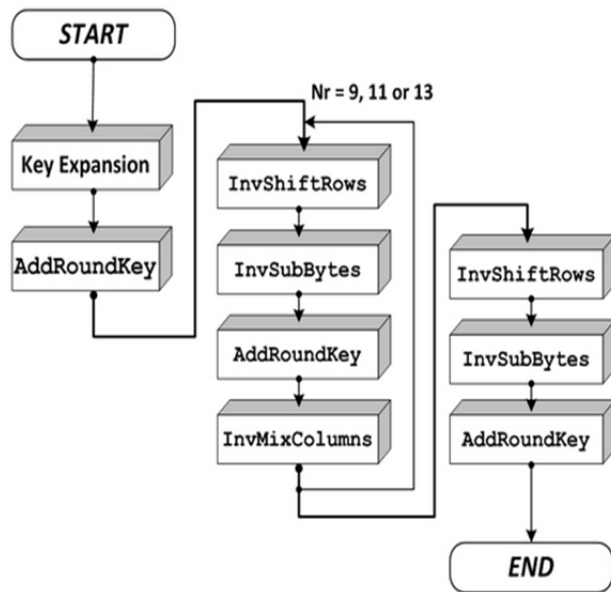 START
Key Expansion
AddRoundKey
Nr = 9, 11 or 13
InvShiftRows
InvSubBytes
AddRoundKey
InvMixColumns
InvShiftRows
InvSubBytes
AddRoundKey
END